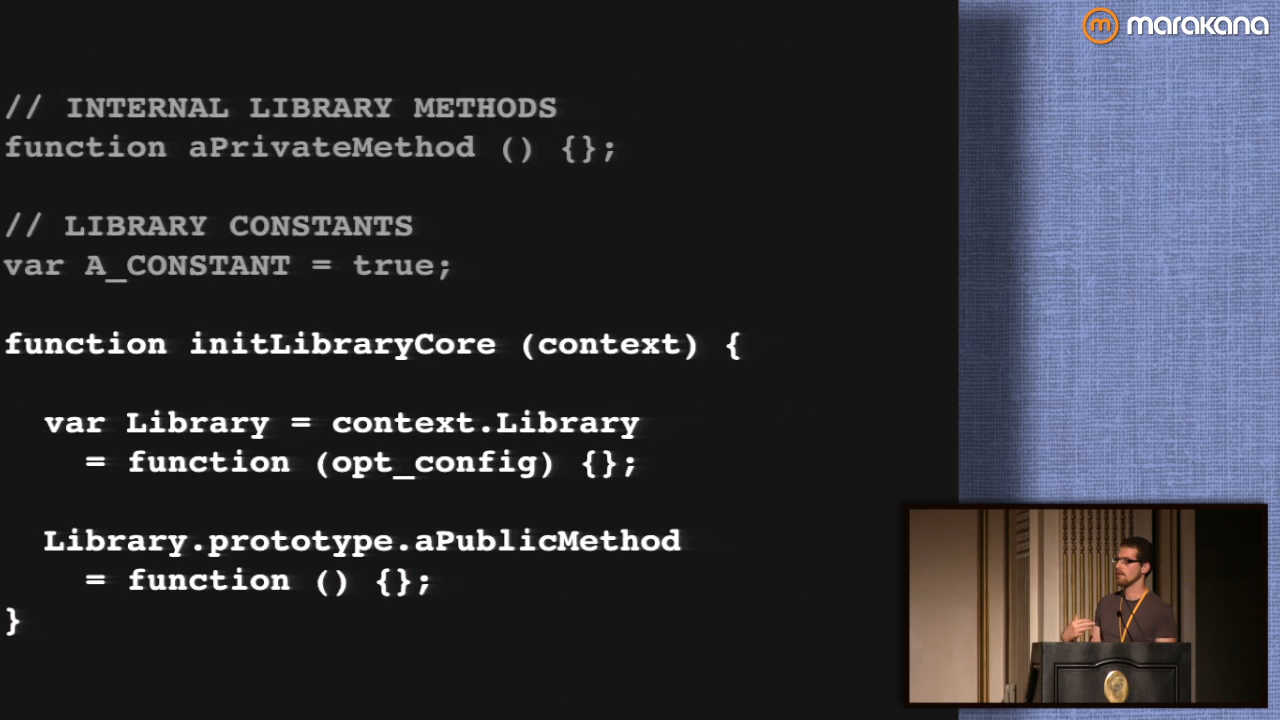 marakana
// INTERNAL LIBRARY METHODS
function aPrivateMethod () {};
// LIBRARY CONSTANTS
var A_CONSTANT = true;
function initLibraryCore (context) {
var Library = context.Library
= function (opt_config) {};
Library.prototype.aPublicMethod
= function () {};
}